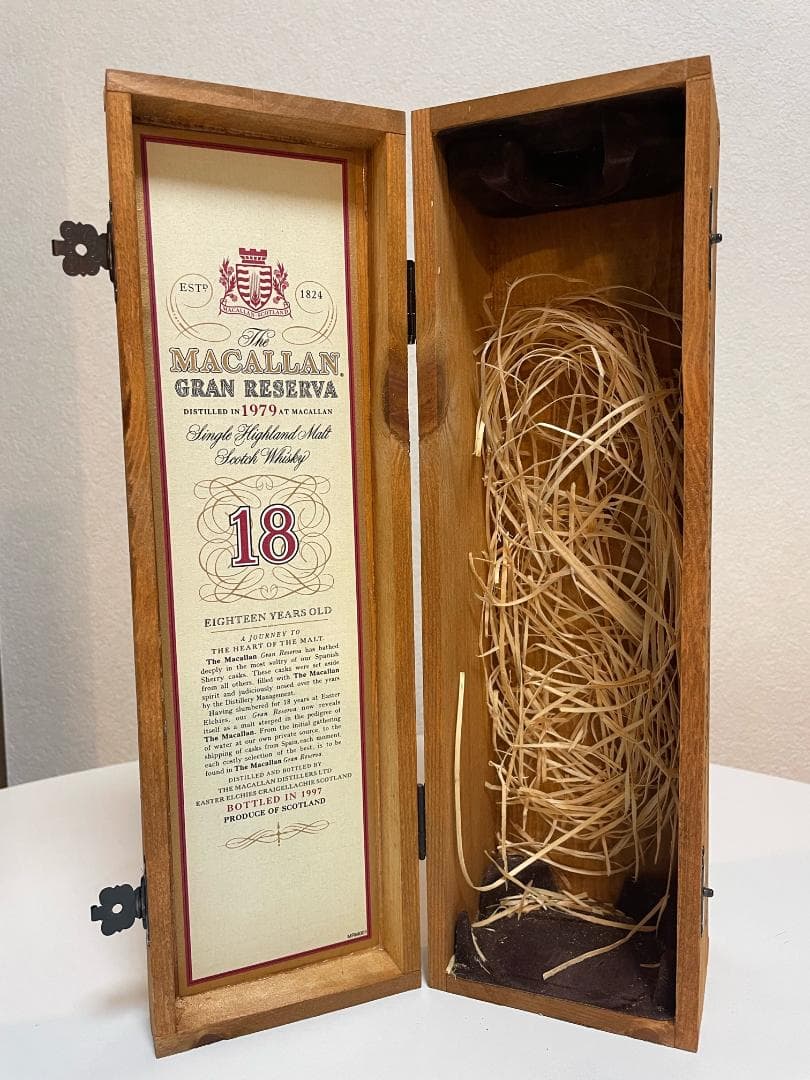 ESTD 1824
MACALLAN SCOTLAND
The
MACALLAN
GRAN RESERVA
DISTILLED IN 1979 AT MACALLAN
Single Highland Malt
Scotch Whisky
18
EIGHTEEN YEARS OLD
A JOURNEY TO
THE HEART OF THE MALT.
The Macallan Gran Reserva has bathed
deeply in the most sultry of our Spanish
Sherry casks. These casks were set aside
from all others, filled with The Macallan
spirit and judiciously nosed over the years
by the Distillery Management.
Having slumbered for 18 years at Easter
Elchies, our Gran Reserva now reveals
itself as a malt steeped in the pedigree of
The Macallan. From the initial gathering
of water at our own private source, to the
shipping of casks from Spain, each moment,
each costly selection of the best, is to be
found in The Macallan Gran Reserva.
DISTILLED AND BOTTLED BY
THE MACALLAN DISTILLERS LTD
EASTER ELCHIES CRAIGELLACHIE SCOTLAND
BOTTLED IN 1997
PRODUCE OF SCOTLAND